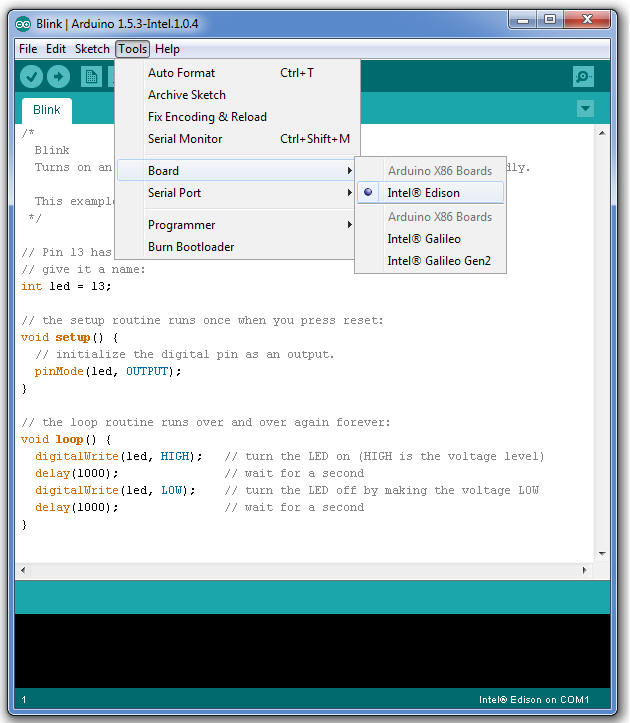 Blink | Arduino 1.5.3-Intel.1.0.4
File Edit Sketch Tools Help
Auto Format Ctrl+T
Archive Sketch
Fix Encoding & Reload
Serial Monitor Ctrl+Shift+M
Board
Serial Port
Programmer
Burn Bootloader
Arduino X86 Boards
Intel® Edison
Arduino X86 Boards
Intel® Galileo
Intel® Galileo Gen2
Blink
/*
Blink
Turns on an dly.
This example
*/
// Pin 13 has
// give it a name:
int led = 13;
// the setup routine runs once when you press reset:
void setup() {
// initialize the digital pin as an output.
pinMode(led, OUTPUT);
}
// the loop routine runs over and over again forever:
void loop() {
digitalWrite(led, HIGH); // turn the LED on (HIGH is the voltage level)
delay(1000); // wait for a second
digitalWrite(led, LOW); // turn the LED off by making the voltage LOW
delay(1000); // wait for a second
}
1 Intel® Edison on COM1